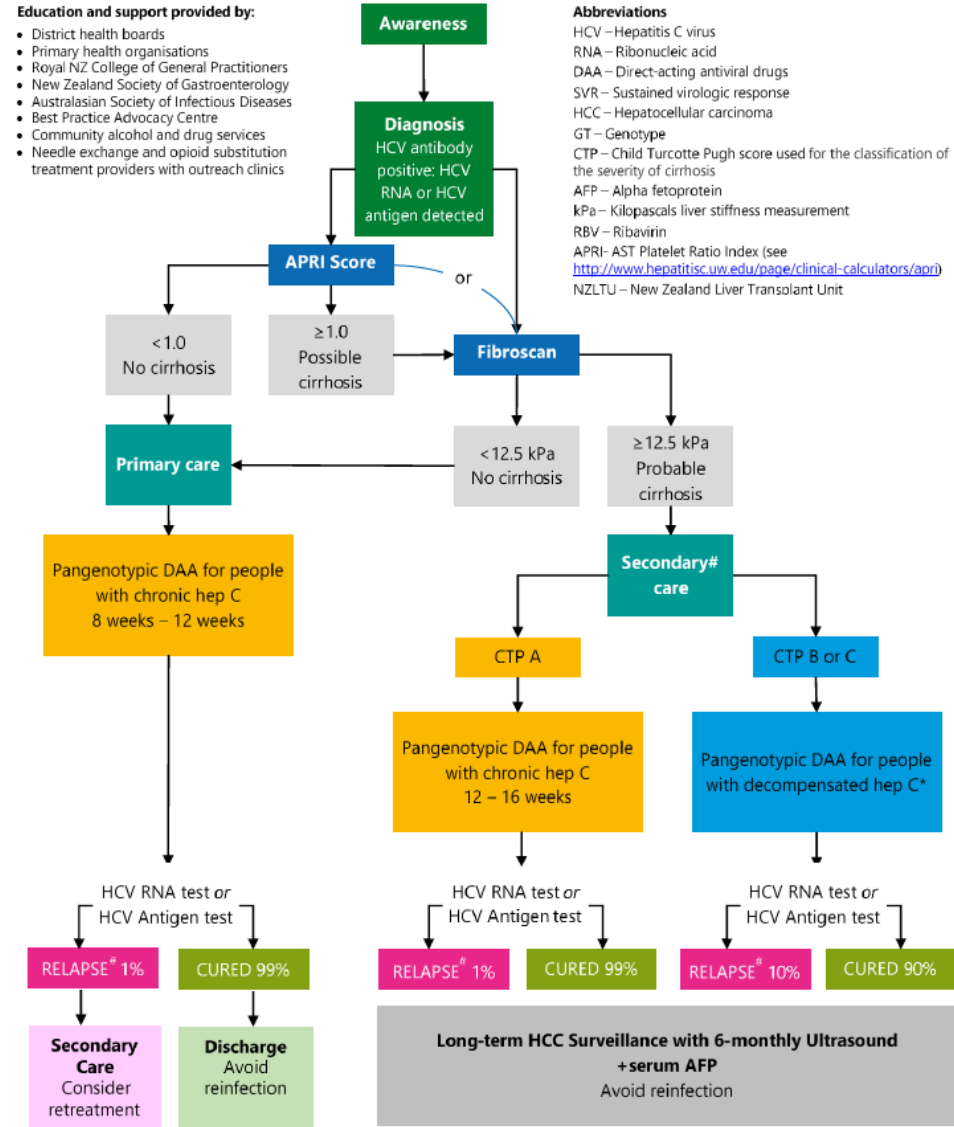 Education and support provided by:
• District health boards
• Primary health organisations
• Royal NZ College of General Practitioners
• New Zealand Society of Gastroenterology
• Australasian Society of Infectious Diseases
• Best Practice Advocacy Centre
• Community alcohol and drug services
• Needle exchange and opioid substitution
treatment providers with outreach clinics
Awareness
Abbreviations
HCV – Hepatitis C virus
RNA – Ribonucleic acid
DAA – Direct-acting antiviral drugs
SVR – Sustained virologic response
HCC – Hepatocellular carcinoma
GT – Genotype
CTP – Child Turcotte Pugh score used for the classification of
the severity of cirrhosis
AFP – Alpha fetoprotein
kPa – Kilopascals liver stiffness measurement
RBV – Ribavirin
APRI- AST Platelet Ratio Index (see
http://www.hepatitisc.uw.edu/page/clinical-calculators/apri)
NZLTU – New Zealand Liver Transplant Unit
Diagnosis
HCV antibody
positive: HCV
RNA or HCV
antigen detected
APRI Score
or
<1.0
No cirrhosis
≥1.0
Possible
cirrhosis
Fibroscan
Primary care
<12.5 kPa
No cirrhosis
≥12.5 kPa
Probable
cirrhosis
Pangenotypic DAA for people
with chronic hep C
8 weeks – 12 weeks
Secondary#
care
CTP A
CTP B or C
Pangenotypic DAA for people
with chronic hep C
12 – 16 weeks
Pangenotypic DAA for people
with decompensated hep C*
HCV RNA test or
HCV Antigen test
HCV RNA test or
HCV Antigen test
HCV RNA test or
HCV Antigen test
RELAPSE# 1%
CURED 99%
RELAPSE# 1%
CURED 99%
RELAPSE# 10%
CURED 90%
Secondary
Care
Consider
retreatment
Discharge
Avoid
reinfection
Long-term HCC Surveillance with 6-monthly Ultrasound
+serum AFP
Avoid reinfection